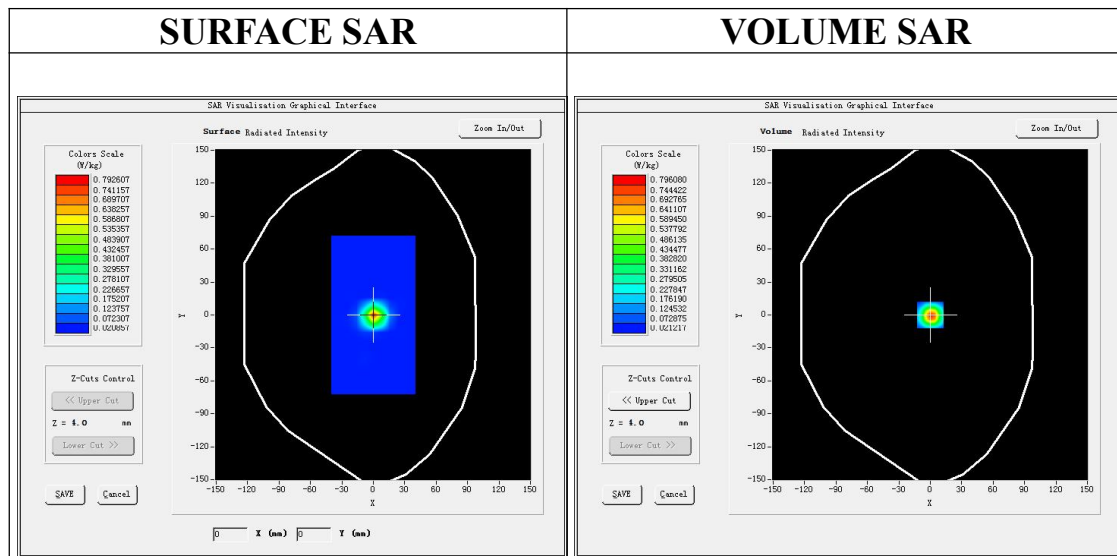 SURFACE SAR
SAR Visualisation Graphical Interface
Surface Radiated Intensity
Zoom In/Out
Colors Scale
(W/kg)
0.792607
0.741157
0.689707
0.638257
0.586807
0.535357
0.483907
0.432457
0.381007
0.329557
0.278107
0.226657
0.175207
0.123757
0.072307
0.020857
Z-Cuts Control
<< Upper Cut
Z = 4.0 mm
Lower Cut >>
SAVE Cancel
150-
120-
90-
60-
30-
Y 0-
-30-
-60-
-90-
-120-
-150-
-150 -120 -90 -60 -30 0 30 60 90 120 150
X
0 X (mm) 0 Y (mm)
VOLUME SAR
SAR Visualisation Graphical Interface
Volume Radiated Intensity
Zoom In/Out
Colors Scale
(W/kg)
0.796080
0.744422
0.692765
0.641107
0.589450
0.537792
0.486135
0.434477
0.382820
0.331162
0.279505
0.227847
0.176190
0.124532
0.072875
0.021217
Z-Cuts Control
<< Upper Cut
Z = 4.0 mm
Lower Cut >>
SAVE Cancel
150-
120-
90-
60-
30-
Y 0-
-30-
-60-
-90-
-120-
-150-
-150 -120 -90 -60 -30 0 30 60 90 120 150
X